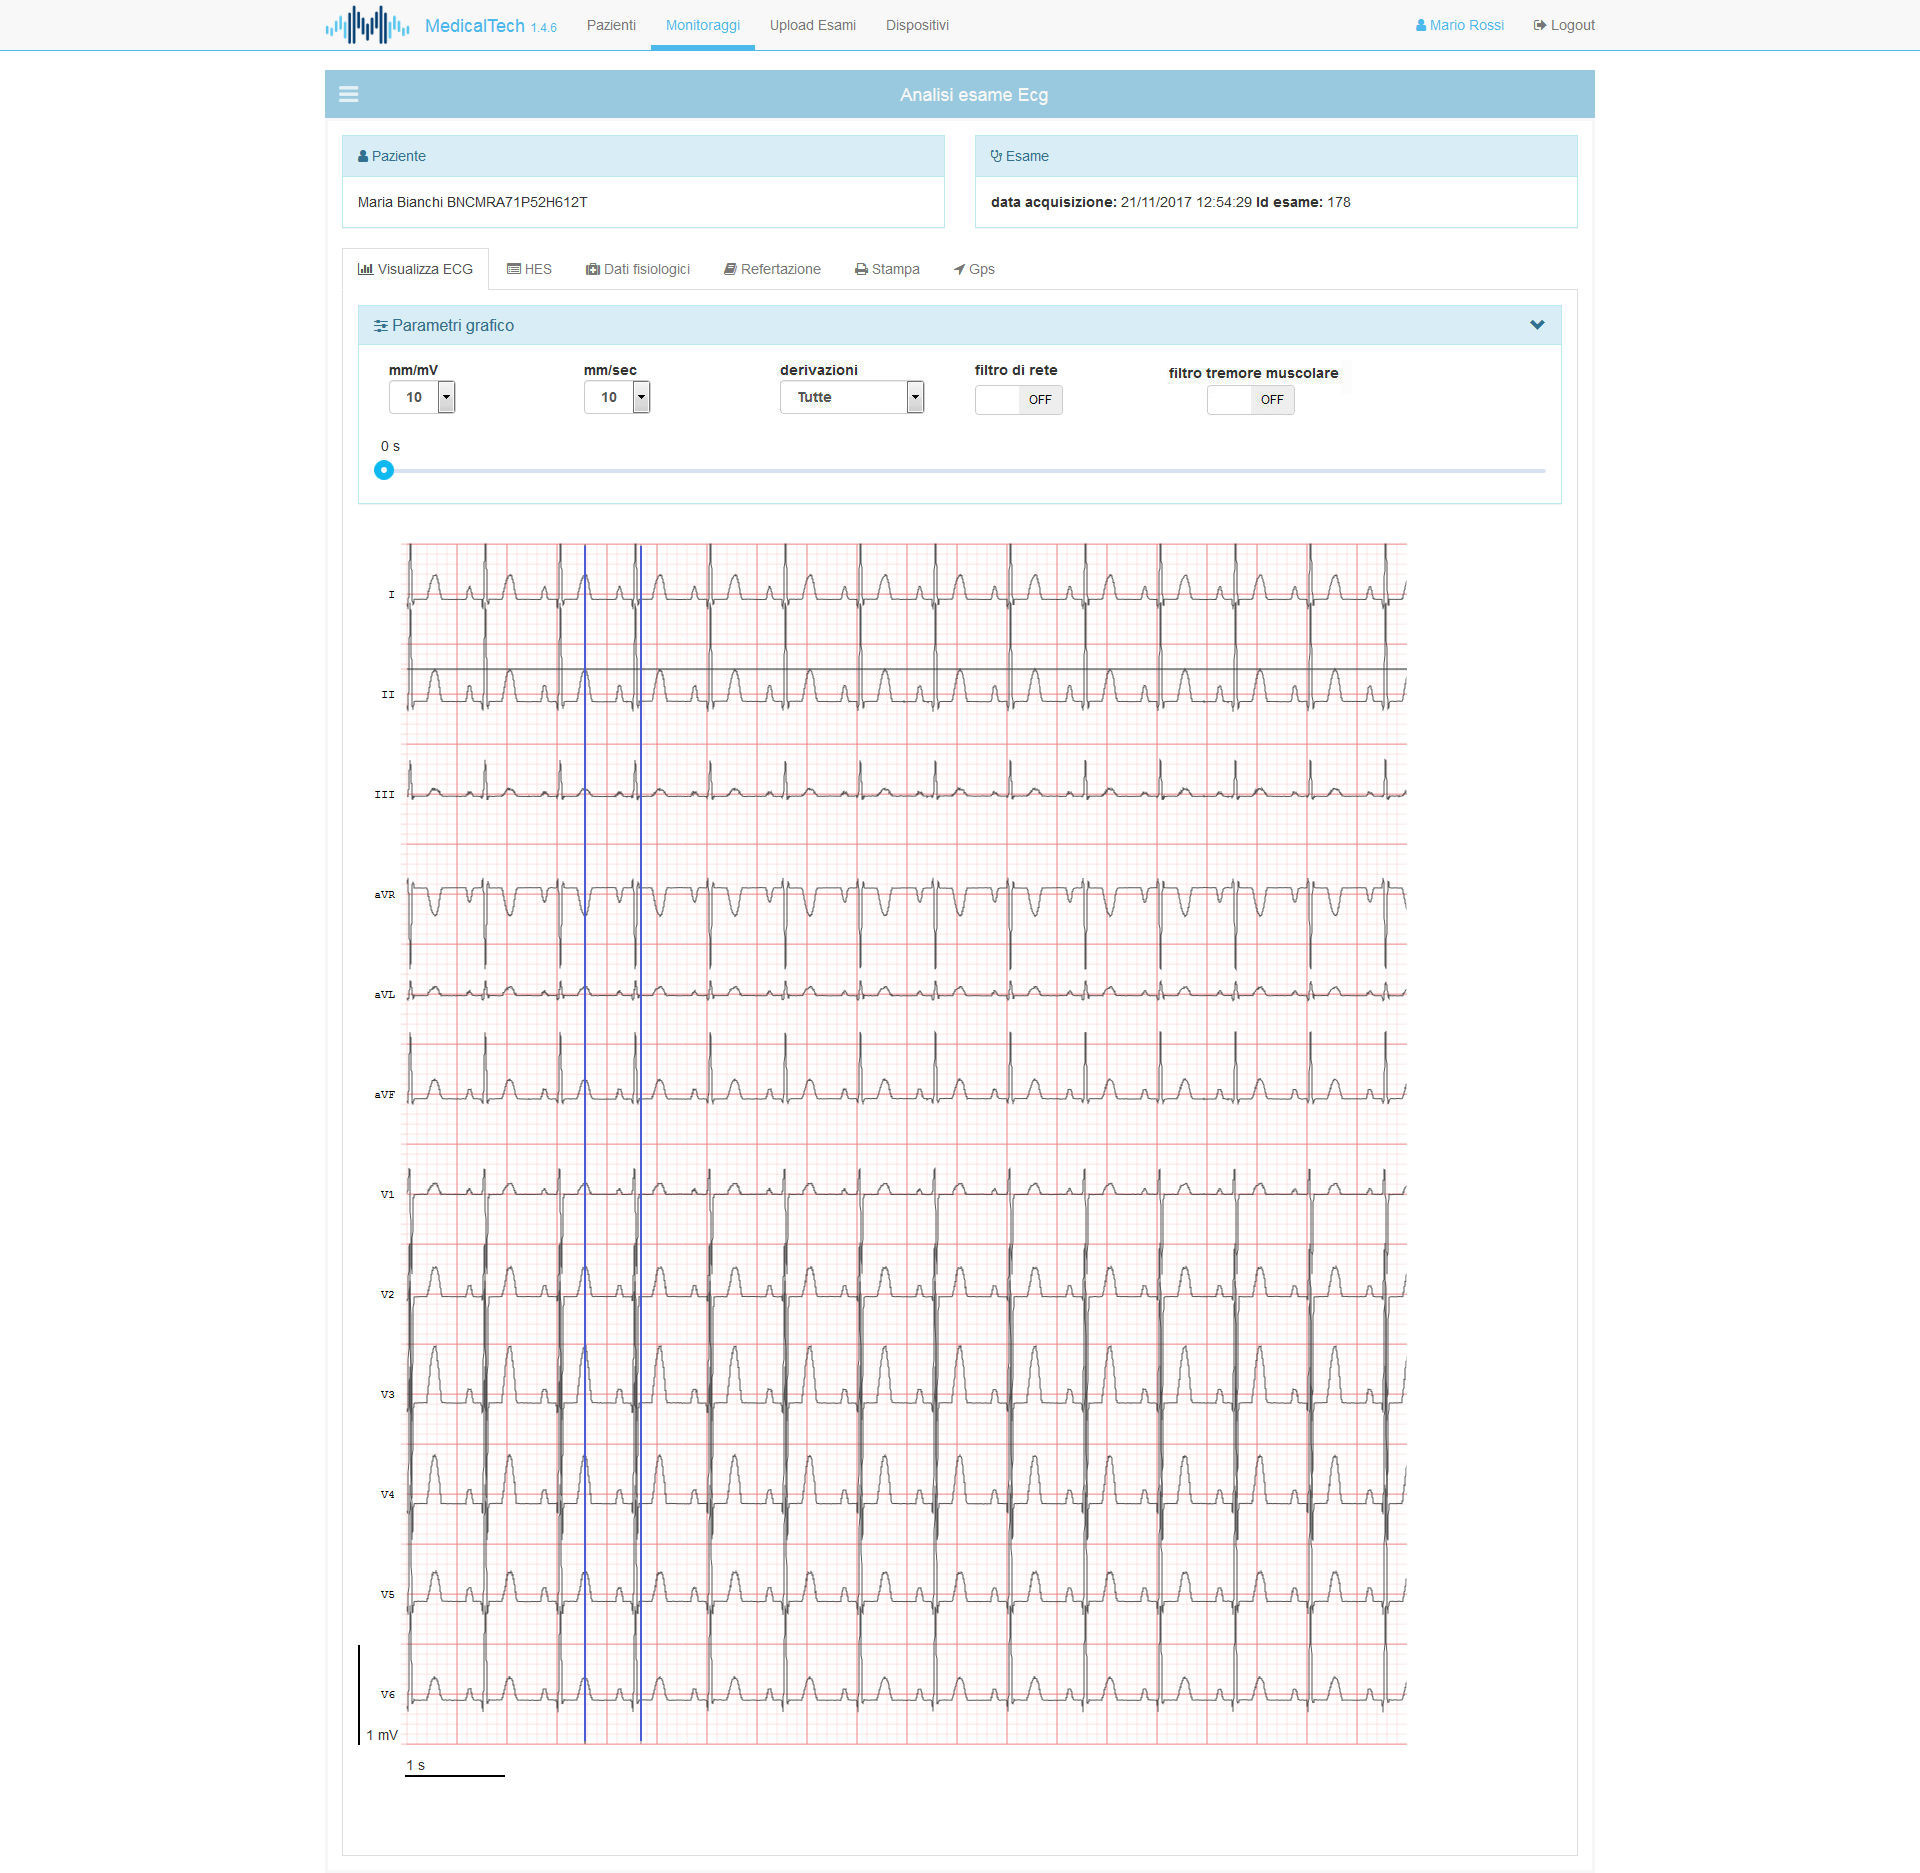 MedicalTech 1.4.6 Pazienti Monitoraggi Upload Esami Dispositivi Mario Rossi Logout
Analisi esame Ecg
Paziente
Maria Bianchi BNCMRA71P52H612T
Esame
data acquisizione: 21/11/2017 12:54:29 Id esame: 178
Visualizza ECG HES Dati fisiologici Refertazione Stampa Gps
Parametri grafico
mm/mV mm/sec derivazioni filtro di rete filtro tremore muscolare
10 10 Tutte OFF OFF
0 s
I
II
III
aVR
aVL
aVF
V1
V2
V3
V4
V5
V6
1 mV
1 s